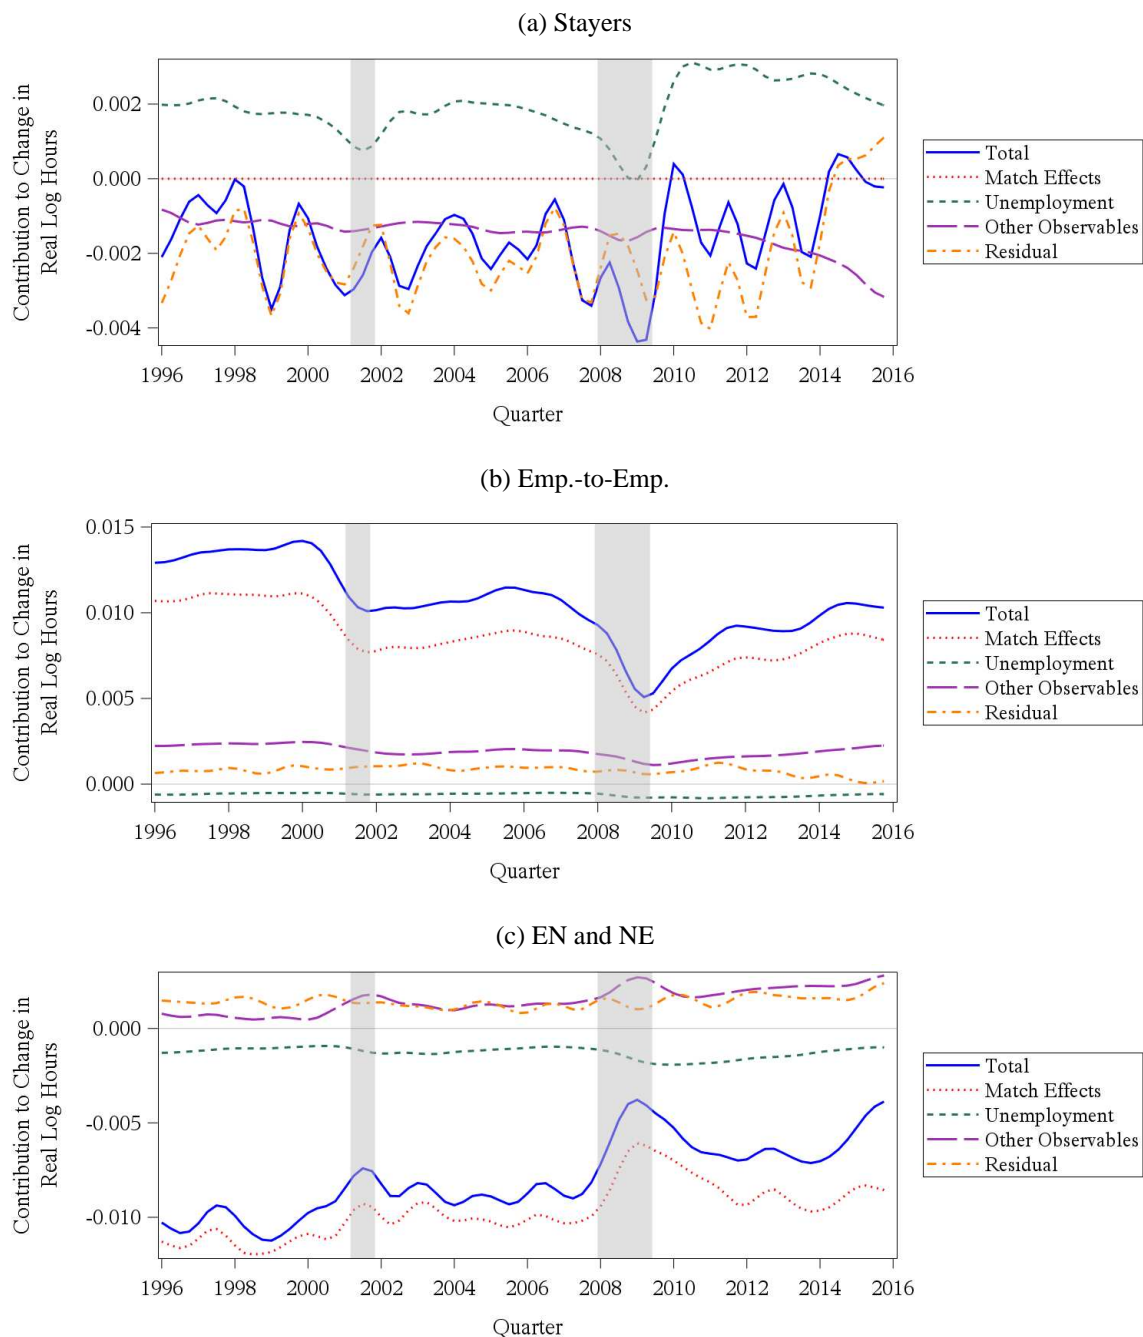 (a) Stayers
Contribution to Change in
Real Log Hours
0.002
0.000
-0.002
-0.004
1996 1998 2000 2002 2004 2006 2008 2010 2012 2014 2016
Quarter
Total
Match Effects
Unemployment
Other Observables
Residual
(b) Emp.-to-Emp.
Contribution to Change in
Real Log Hours
0.015
0.010
0.005
0.000
1996 1998 2000 2002 2004 2006 2008 2010 2012 2014 2016
Quarter
Total
Match Effects
Unemployment
Other Observables
Residual
(c) EN and NE
Contribution to Change in
Real Log Hours
0.000
-0.005
-0.010
1996 1998 2000 2002 2004 2006 2008 2010 2012 2014 2016
Quarter
Total
Match Effects
Unemployment
Other Observables
Residual